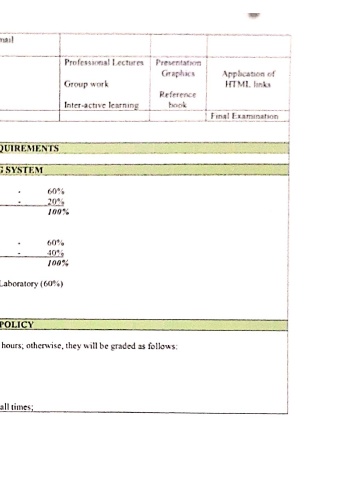 mail
Professional Lectures
Group work
Inter-active learning
Presentation
Graphics
Reference
book
Application of
HTML links
Final Examination
QUIREMENTS
G SYSTEM
- 60%
- 20%
100%
- 60%
- 40%
100%
Laboratory (60%)
POLICY
hours; otherwise, they will be graded as follows:
all times;